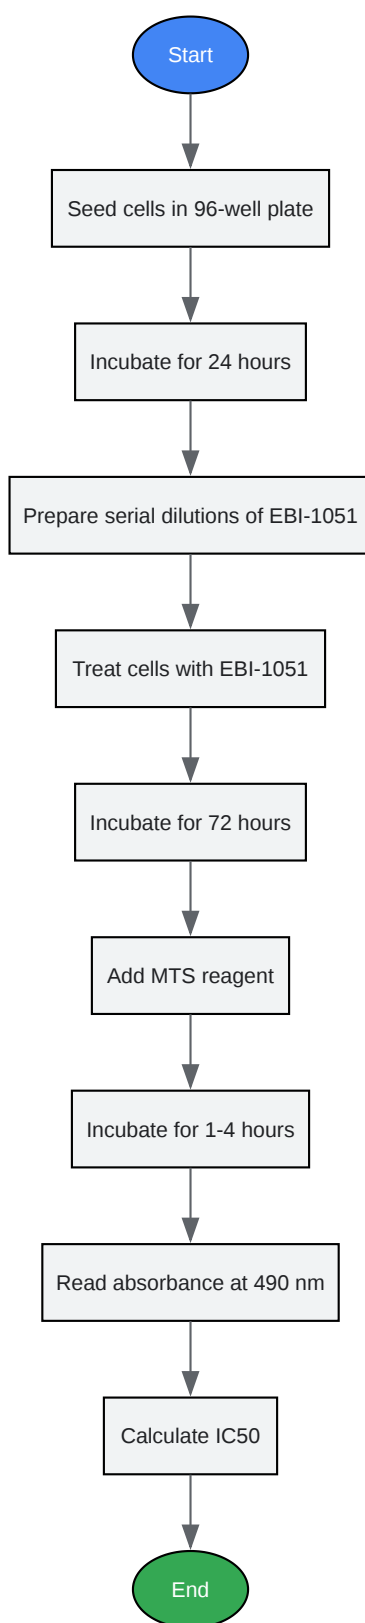 Start
Seed cells in 96-well plate
Incubate for 24 hours
Prepare serial dilutions of EBI-1051
Treat cells with EBI-1051
Incubate for 72 hours
Add MTS reagent
Incubate for 1-4 hours
Read absorbance at 490 nm
Calculate IC50
End